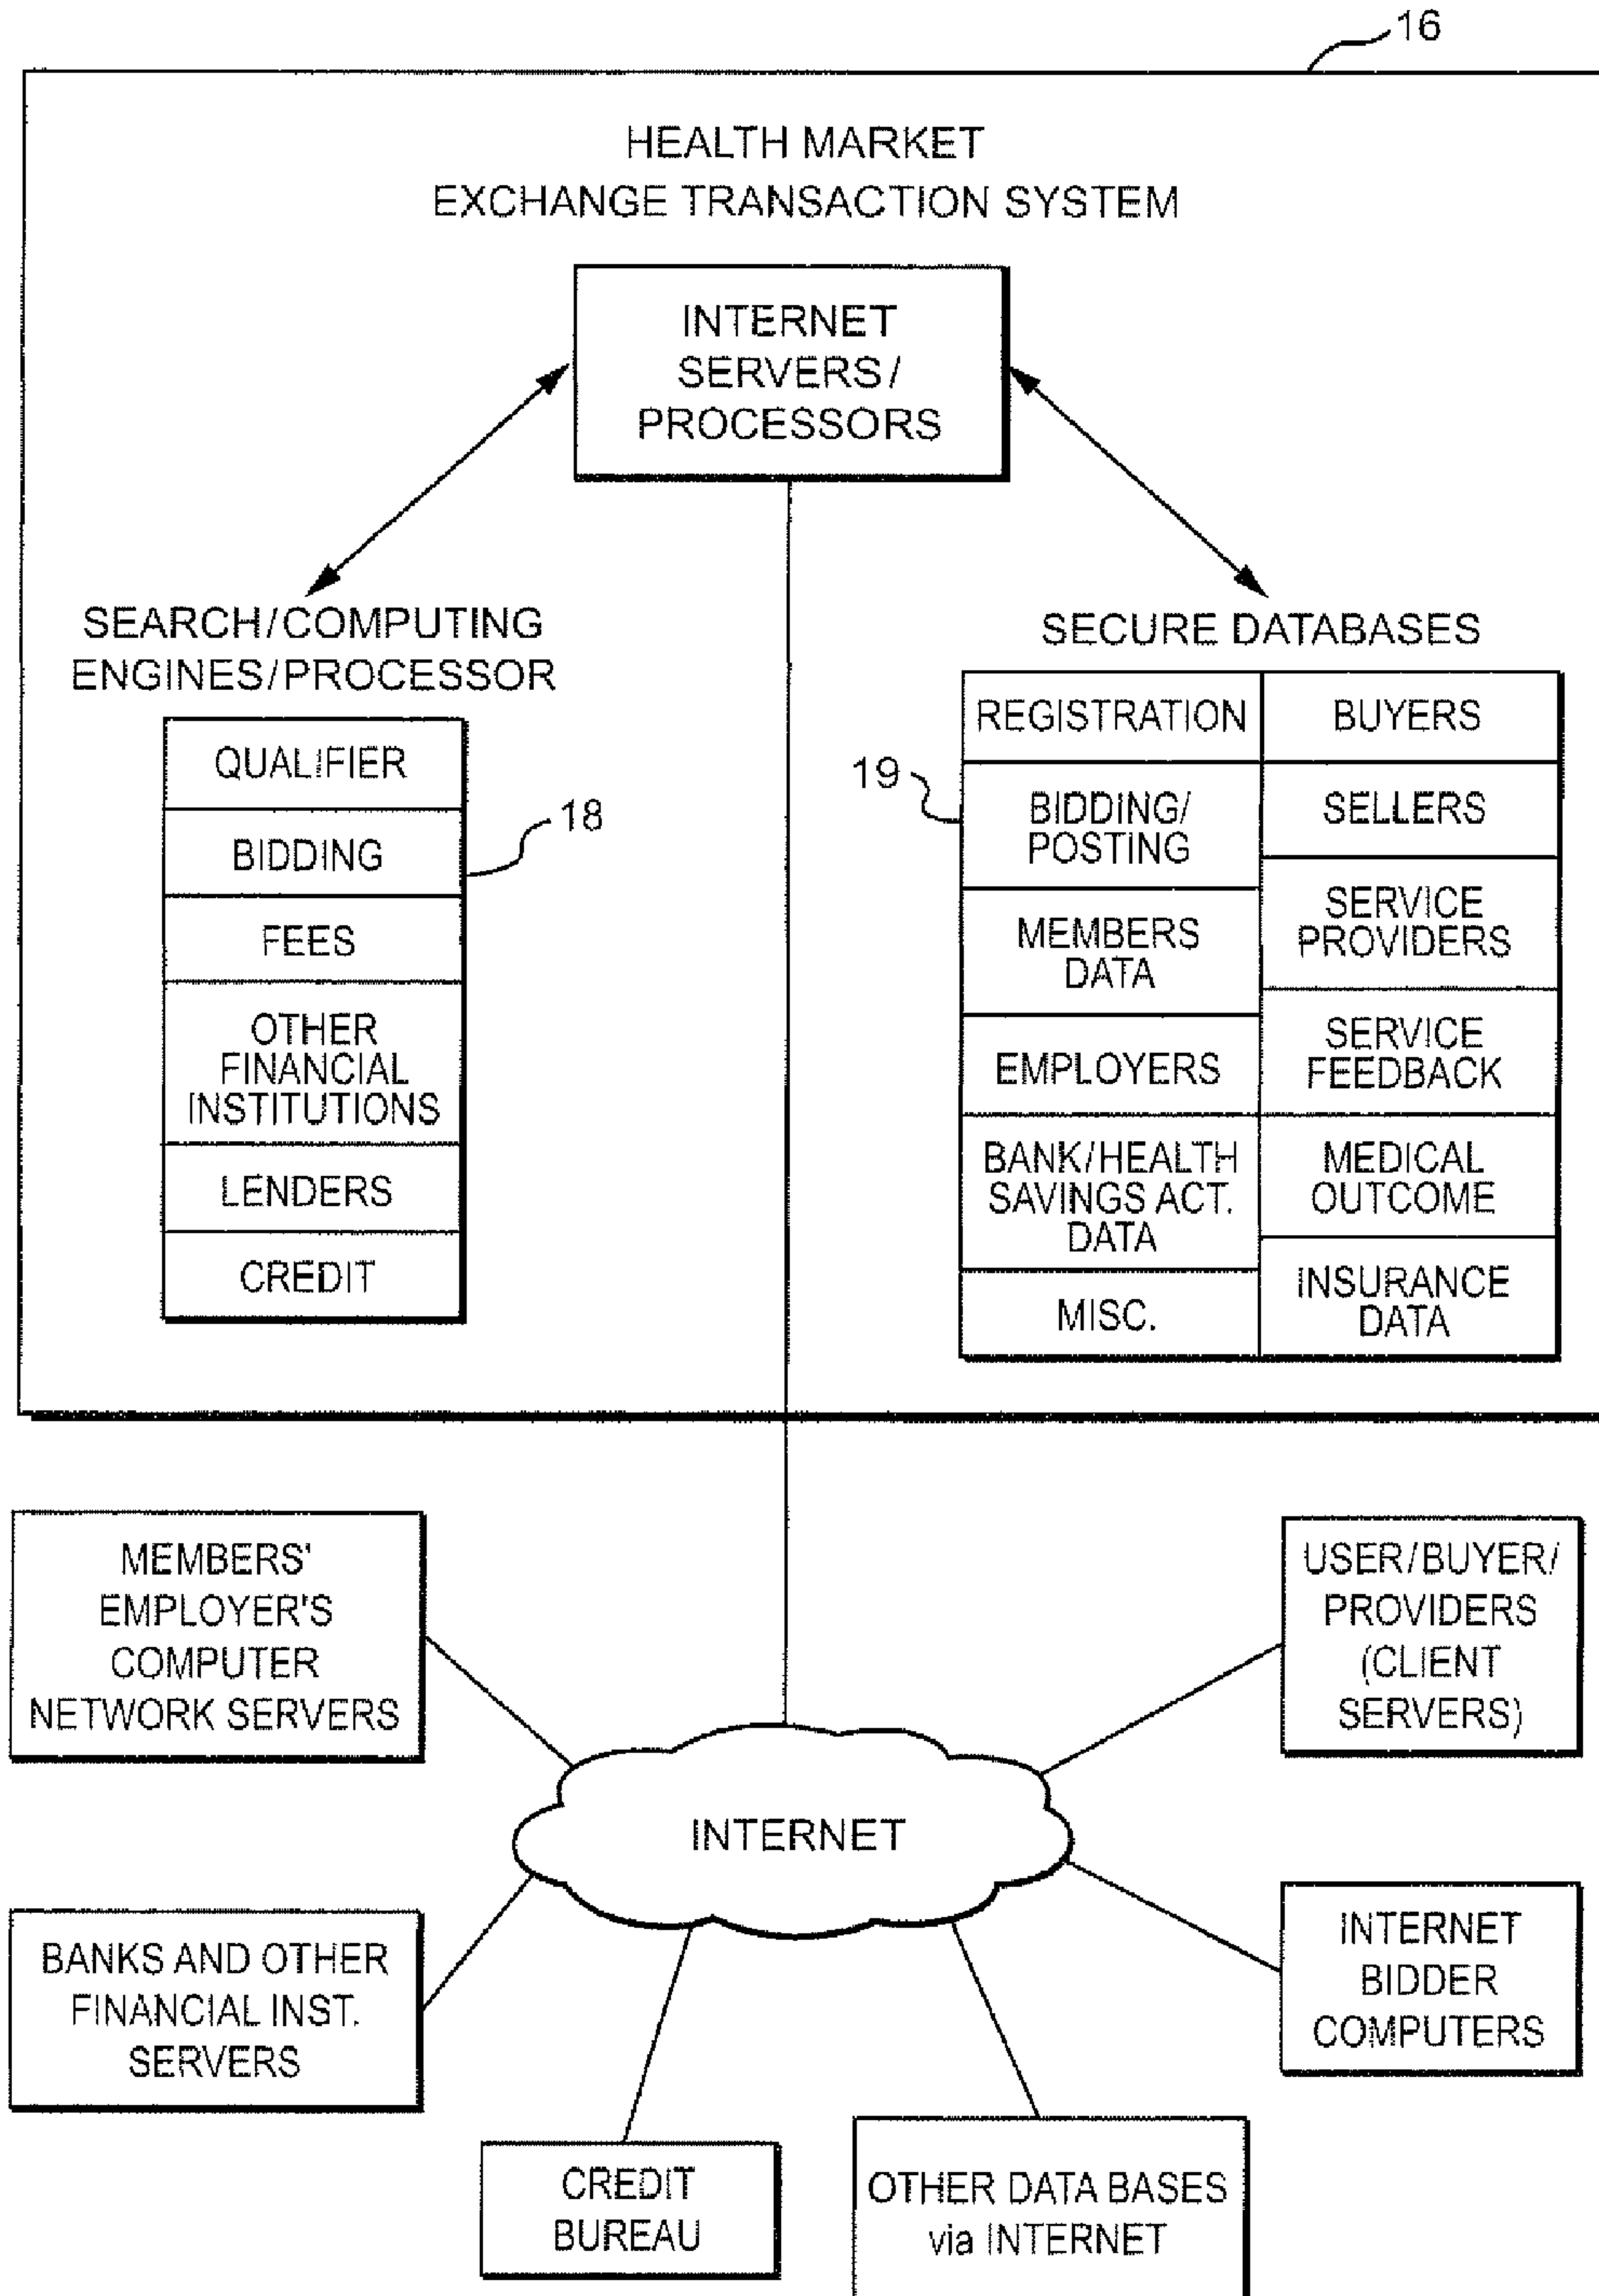 16
HEALTH MARKET
EXCHANGE TRANSACTION SYSTEM
INTERNET
SERVERS/
PROCESSORS
SEARCH/COMPUTING
ENGINES/PROCESSOR
QUALIFIER
BIDDING
18
FEES
OTHER
FINANCIAL
INSTITUTIONS
LENDERS
CREDIT
SECURE DATABASES
REGISTRATION
19
BIDDING/
POSTING
MEMBERS
DATA
EMPLOYERS
BANK/HEALTH
SAVINGS ACT.
DATA
MISC.
BUYERS
SELLERS
SERVICE
PROVIDERS
SERVICE
FEEDBACK
MEDICAL
OUTCOME
INSURANCE
DATA
MEMBERS'
EMPLOYER'S
COMPUTER
NETWORK SERVERS
USER/BUYER/
PROVIDERS
(CLIENT
SERVERS)
INTERNET
BANKS AND OTHER
FINANCIAL INST.
SERVERS
INTERNET
BIDDER
COMPUTERS
CREDIT
BUREAU
OTHER DATA BASES
via INTERNET